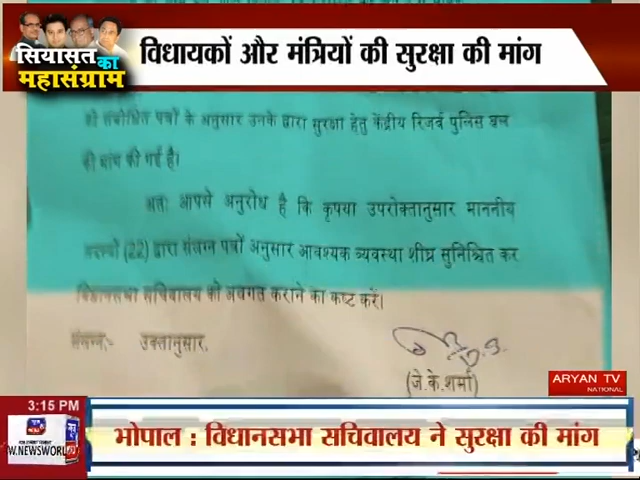 सियासत का
महासंग्राम
विधायकों और मंत्रियों की सुरक्षा की मांग
को संबोधित पत्रों के अनुसार उनके द्वारा सुरक्षा हेतु केंद्रीय रिजर्व पुलिस बल
की मांग की गई है।
अतः आपसे अनुरोध है कि कृपया उपरोक्तानुसार माननीय
सदस्यों (22) द्वारा संलग्न पत्रों अनुसार आवश्यक व्यवस्था शीघ्र सुनिश्चित कर
विधानसभा सचिवालय को अवगत कराने का कष्ट करें।
संलग्न:- उक्तानुसार.
(जे.के.शर्मा)
ARYAN TV
NATIONAL
3:15 PM
W.NEWSWORLD
भोपाल : विधानसभा सचिवालय ने सुरक्षा की मांग